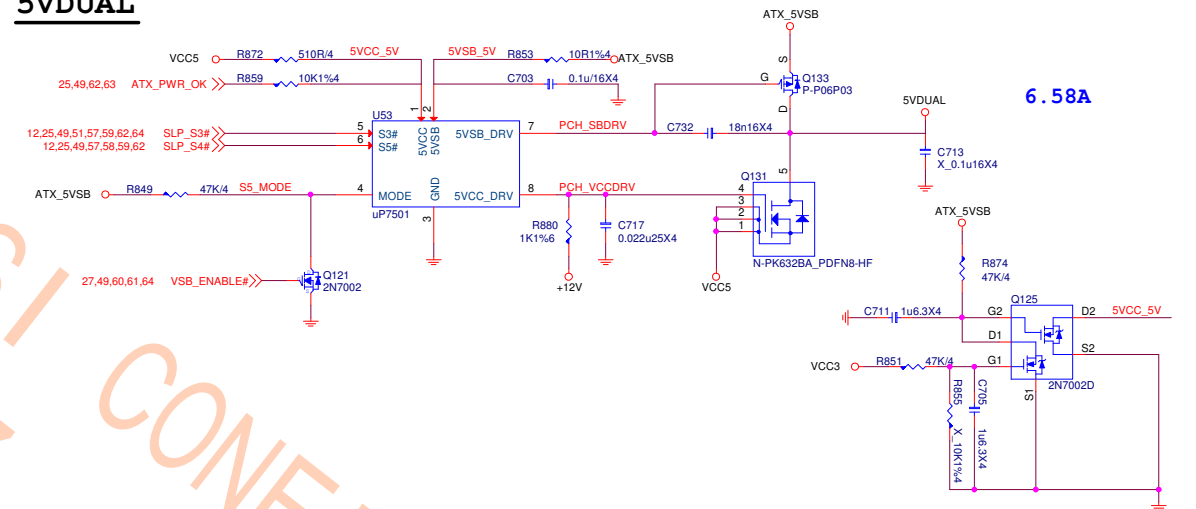 5VDUAL
ATX_5VSB
VCC5 R872 510R/4 5VCC_5V 5VSB_5V R853 10R1%4 ATX_5VSB
25,49,62,63 ATX_PWR_OK R859 10K1%4 C703 0.1u/16X4
G S Q133
P-P06P03
D
6.58A
5VDUAL
1 2
U53
12,25,49,51,57,59,62,64 SLP_S3# 5 S3# 5VCC 5VSB 5VSB_DRV 7 PCH_SBDRV C732 18n16X4
12,25,49,57,58,59,62 SLP_S4# 6 S5#
C713
X_0.1u16X4
ATX_5VSB R849 47K/4 S5_MODE 4 MODE GND 5VCC_DRV 8 PCH_VCCDRV
uP7501 3
Q131 5
4
3
2
1
N-PK632BA_PDFN8-HF
VCC5
R880
1K1%6
C717
0.022u25X4
+12V
27,49,60,61,64 VSB_ENABLE# Q121
2N7002
ATX_5VSB
R874
47K/4
Q125
C711 1u6.3X4 G2 D2 5VCC_5V
D1 S2
VCC3 R851 47K/4 G1
S1 2N7002D
R855
X_10K1%4
C705
1u6.3X4
SI CONF